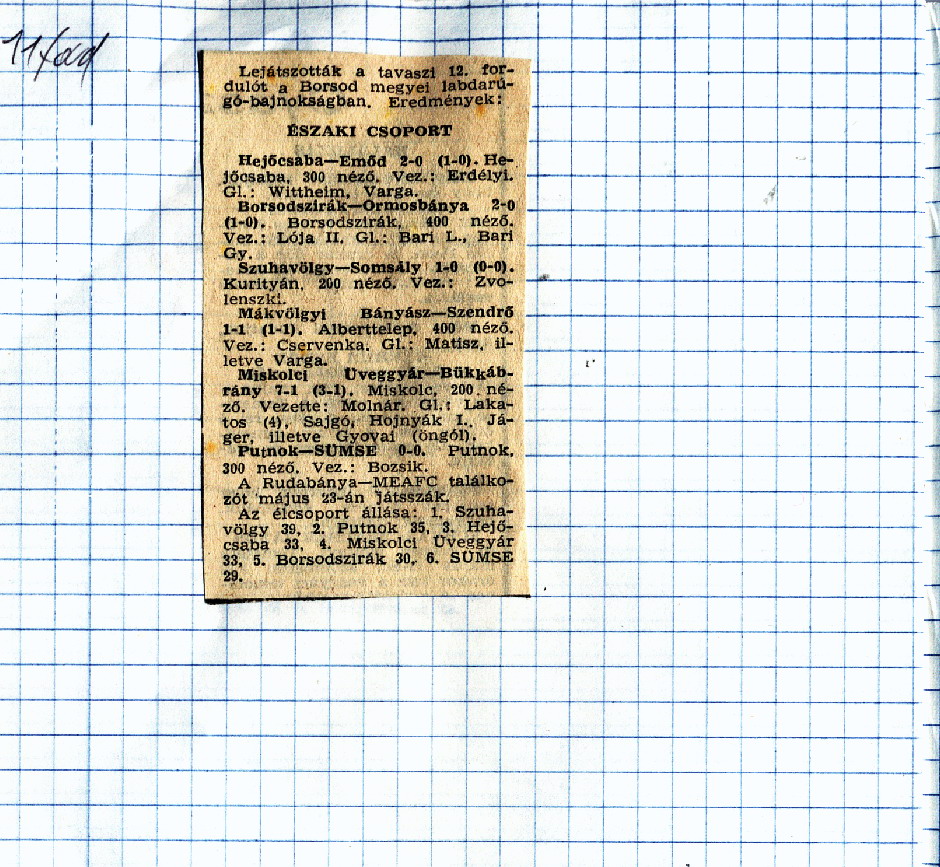 Lejátszották a tavaszi 12. for-
dulót a Borsod megyei labdarú-
gó-bajnokságban. Eredmények:
ÉSZAKI CSOPORT
Hejőcsaba—Emőd 2-0 (1-0). He-
jőcsaba, 300 néző. Vez.: Erdélyi.
Gl.: Wittheim, Varga.
Borsodszirák—Ormosbánya 2-0
(1-0). Borsodszirák, 400 néző.
Vez.: Lója II. Gl.: Bari L., Bari
Gy.
Szuhavölgy—Somsály 1-0 (0-0).
Kurityán, 200 néző. Vez.: Zvo-
lenszki.
Mákvölgyi Bányász—Szendrő
1-1 (1-1). Alberttelep, 400 néző.
Vez.: Cservenka. Gl.: Matisz, il-
letve Varga.
Miskolci Üveggyár—Bükkáb-
rány 7-1 (3-1). Miskolc, 200 né-
ző. Vezette: Molnár. Gl.: Laka-
tos (4), Sajgó, Hojnyák I., Já-
ger, illetve Gyovai (öngól).
Putnok—SÜMSE 0-0. Putnok,
300 néző. Vez.: Bozsik.
A Rudabánya—MEAFC találko-
zót május 23-án játsszák.
Az élcsoport állása: 1. Szuha-
völgy 39, 2. Putnok 35, 3. Hejő-
csaba 33, 4. Miskolci Üveggyár
33, 5. Borsodszirák 30, 6. SÜMSE
29.